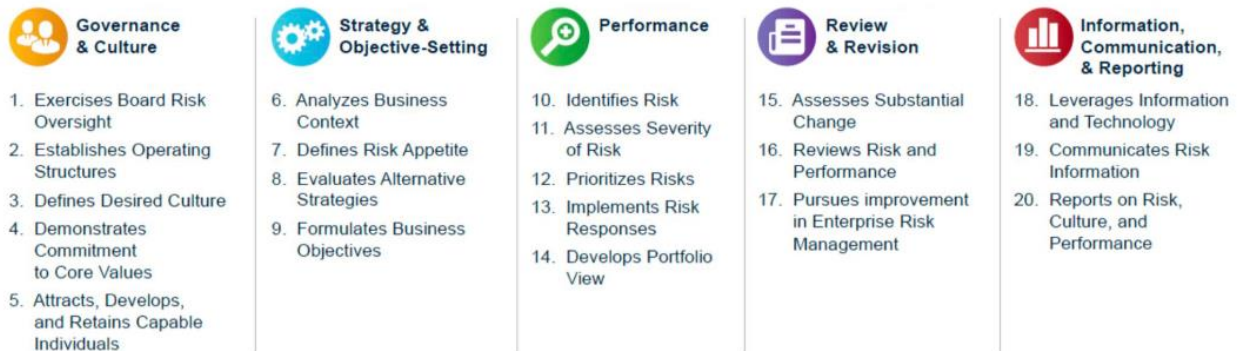 Governance
& Culture
1. Exercises Board Risk
Oversight
2. Establishes Operating
Structures
3. Defines Desired Culture
4. Demonstrates
Commitment
to Core Values
5. Attracts, Develops,
and Retains Capable
Individuals
Strategy &
Objective-Setting
6. Analyzes Business
Context
7. Defines Risk Appetite
8. Evaluates Alternative
Strategies
9. Formulates Business
Objectives
Performance
10. Identifies Risk
11. Assesses Severity
of Risk
12. Prioritizes Risks
13. Implements Risk
Responses
14. Develops Portfolio
View
Review
& Revision
15. Assesses Substantial
Change
16. Reviews Risk and
Performance
17. Pursues improvement
in Enterprise Risk
Management
Information,
Communication,
& Reporting
18. Leverages Information
and Technology
19. Communicates Risk
Information
20. Reports on Risk,
Culture, and
Performance